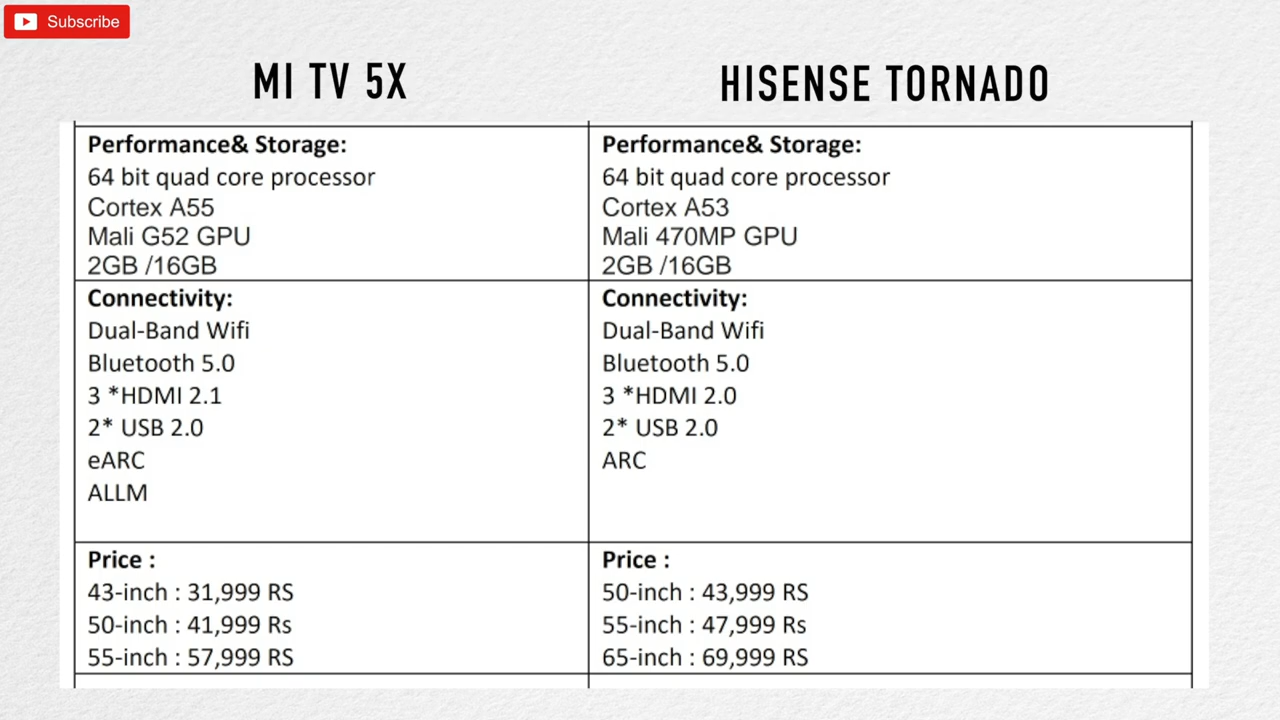 Subscribe
MI TV 5X
HISENSE TORNADO
Performance& Storage:
64 bit quad core processor
Cortex A55
Mali G52 GPU
2GB /16GB
Performance& Storage:
64 bit quad core processor
Cortex A53
Mali 470MP GPU
2GB /16GB
Connectivity:
Dual-Band Wifi
Bluetooth 5.0
3 *HDMI 2.1
2* USB 2.0
eARC
ALLM
Connectivity:
Dual-Band Wifi
Bluetooth 5.0
3 *HDMI 2.0
2* USB 2.0
ARC
Price :
43-inch : 31,999 RS
50-inch : 41,999 Rs
55-inch : 57,999 RS
Price :
50-inch : 43,999 RS
55-inch : 47,999 Rs
65-inch : 69,999 RS